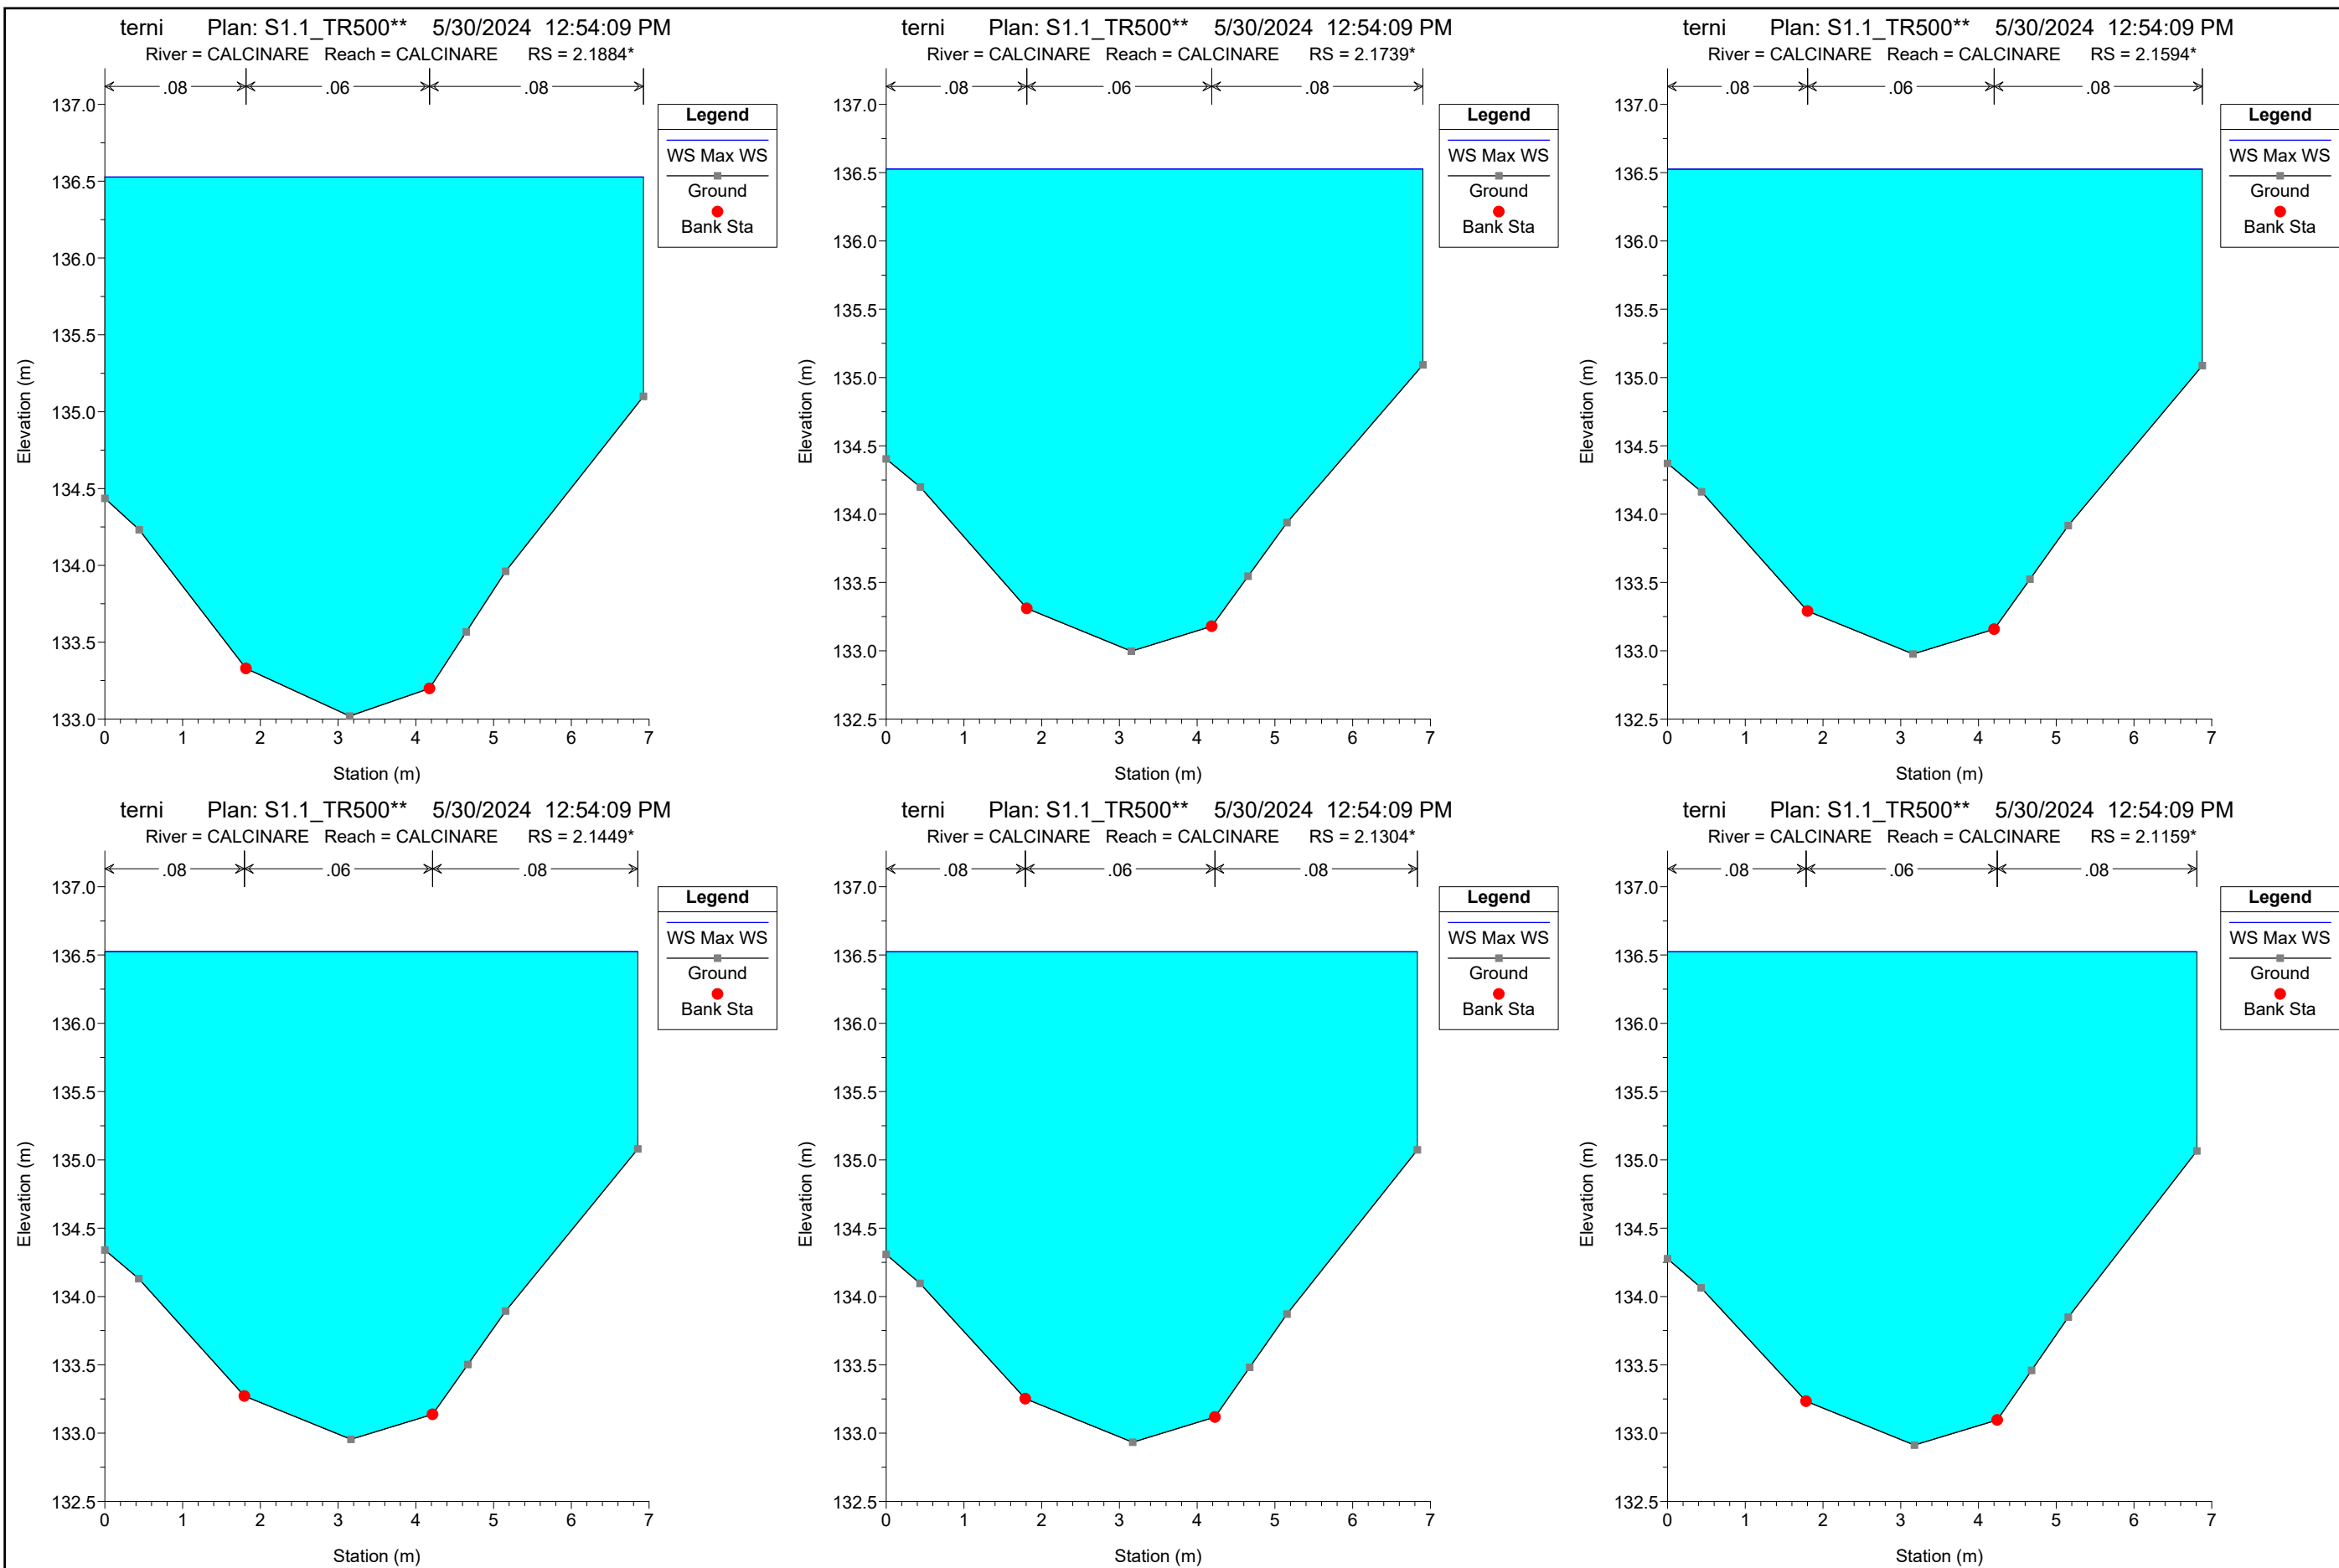 terni Plan: S1.1_TR500** 5/30/2024 12:54:09 PM
River = CALCINARE Reach = CALCINARE RS = 2.1884*
.08 .06 .08
Legend
WS Max WS
Ground
Bank Sta
137.0
136.5
136.0
135.5
135.0
134.5
134.0
133.5
133.0
Elevation (m)
0 1 2 3 4 5 6 7
Station (m)
terni Plan: S1.1_TR500** 5/30/2024 12:54:09 PM
River = CALCINARE Reach = CALCINARE RS = 2.1739*
.08 .06 .08
Legend
WS Max WS
Ground
Bank Sta
137.0
136.5
136.0
135.5
135.0
134.5
134.0
133.5
133.0
132.5
Elevation (m)
0 1 2 3 4 5 6 7
Station (m)
terni Plan: S1.1_TR500** 5/30/2024 12:54:09 PM
River = CALCINARE Reach = CALCINARE RS = 2.1594*
.08 .06 .08
Legend
WS Max WS
Ground
Bank Sta
137.0
136.5
136.0
135.5
135.0
134.5
134.0
133.5
133.0
132.5
Elevation (m)
0 1 2 3 4 5 6 7
Station (m)
terni Plan: S1.1_TR500** 5/30/2024 12:54:09 PM
River = CALCINARE Reach = CALCINARE RS = 2.1449*
.08 .06 .08
Legend
WS Max WS
Ground
Bank Sta
137.0
136.5
136.0
135.5
135.0
134.5
134.0
133.5
133.0
132.5
Elevation (m)
0 1 2 3 4 5 6 7
Station (m)
terni Plan: S1.1_TR500** 5/30/2024 12:54:09 PM
River = CALCINARE Reach = CALCINARE RS = 2.1304*
.08 .06 .08
Legend
WS Max WS
Ground
Bank Sta
137.0
136.5
136.0
135.5
135.0
134.5
134.0
133.5
133.0
132.5
Elevation (m)
0 1 2 3 4 5 6 7
Station (m)
terni Plan: S1.1_TR500** 5/30/2024 12:54:09 PM
River = CALCINARE Reach = CALCINARE RS = 2.1159*
.08 .06 .08
Legend
WS Max WS
Ground
Bank Sta
137.0
136.5
136.0
135.5
135.0
134.5
134.0
133.5
133.0
132.5
Elevation (m)
0 1 2 3 4 5 6 7
Station (m)